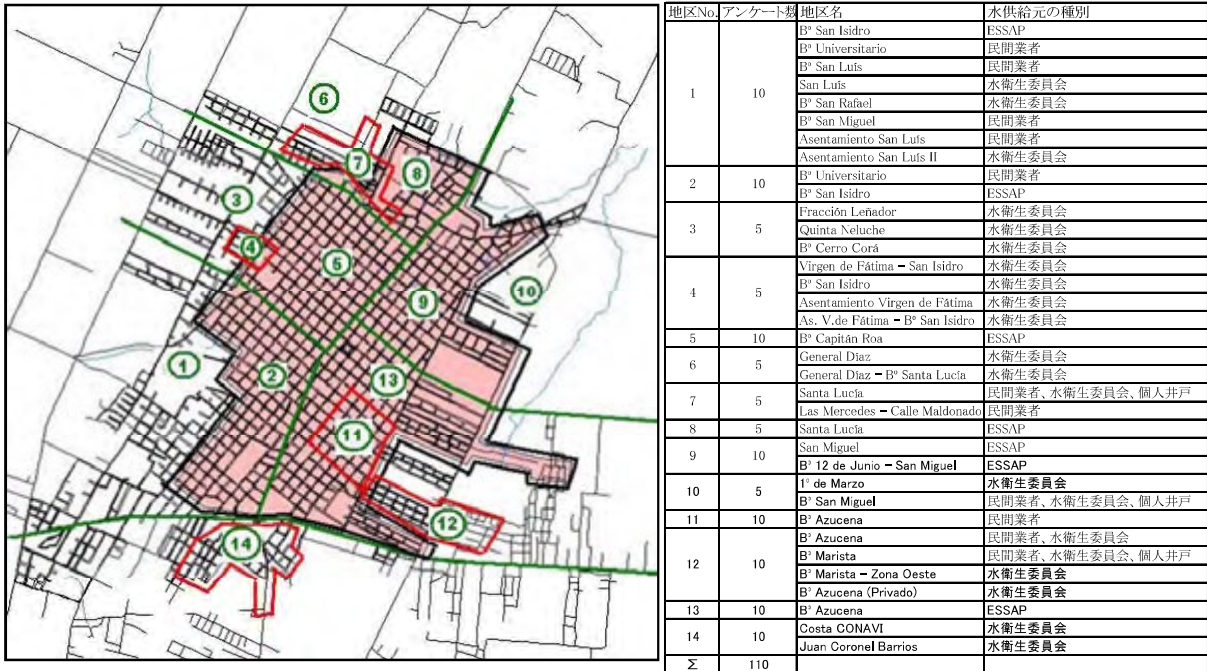 6
7
8
3
4
5
9
10
1
2
13
11
12
14
地区No. アンケート数 地区名 水供給元の種別
1 10 Bº San Isidro ESSAP
Bº Universitario 民間業者
Bº San Luis 民間業者
San Luis 水衛生委員会
Bº San Rafael 水衛生委員会
Bº San Miguel 民間業者
Asentamiento San Luis 民間業者
Asentamiento San Luis II 水衛生委員会
2 10 Bº Universitario 民間業者
Bº San Isidro ESSAP
3 5 Fracción Leñador 水衛生委員会
Quinta Neluche 水衛生委員会
Bº Cerro Corá 水衛生委員会
4 5 Virgen de Fátima - San Isidro 水衛生委員会
Bº San Isidro 水衛生委員会
Asentamiento Virgen de Fátima 水衛生委員会
As. V.de Fátima - Bº San Isidro 水衛生委員会
5 10 Bº Capitán Roa ESSAP
6 5 General Díaz 水衛生委員会
General Díaz - Bº Santa Lucía 水衛生委員会
7 5 Santa Lucía 民間業者、水衛生委員会、個人井戸
Las Mercedes - Calle Maldonado 民間業者
8 5 Santa Lucía ESSAP
9 10 San Miguel ESSAP
Bº 12 de Junio - San Miguel ESSAP
10 5 1º de Marzo 水衛生委員会
Bº San Miguel 民間業者、水衛生委員会、個人井戸
11 10 Bº Azucena 民間業者
12 10 Bº Azucena 民間業者、水衛生委員会
Bº Marista 民間業者、水衛生委員会、個人井戸
Bº Marista - Zona Oeste 水衛生委員会
Bº Azucena (Privado) 水衛生委員会
13 10 Bº Azucena ESSAP
14 10 Costa CONAVI 水衛生委員会
Juan Coronel Barrios 水衛生委員会
Σ 110